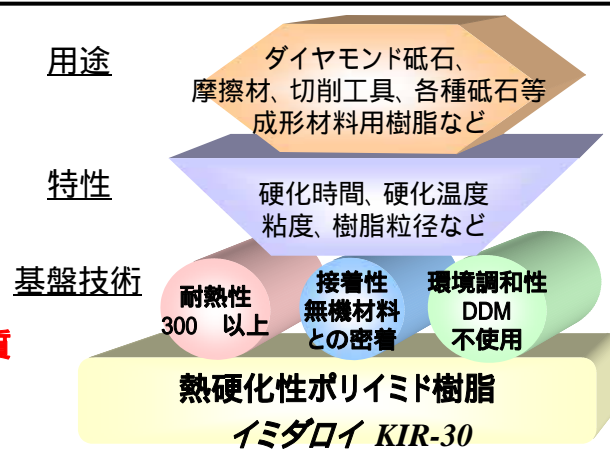 用途
ダイヤモンド砥石、
摩擦材、切削工具、各種砥石等
成形材料用樹脂など
特性
硬化時間、硬化温度
粘度、樹脂粒径など
基盤技術
耐熱性
300 以上
接着性
無機材料
との密着
環境調和性
DDM
不使用
質
熱硬化性ポリイミド樹脂
イミダロイ KIR-30